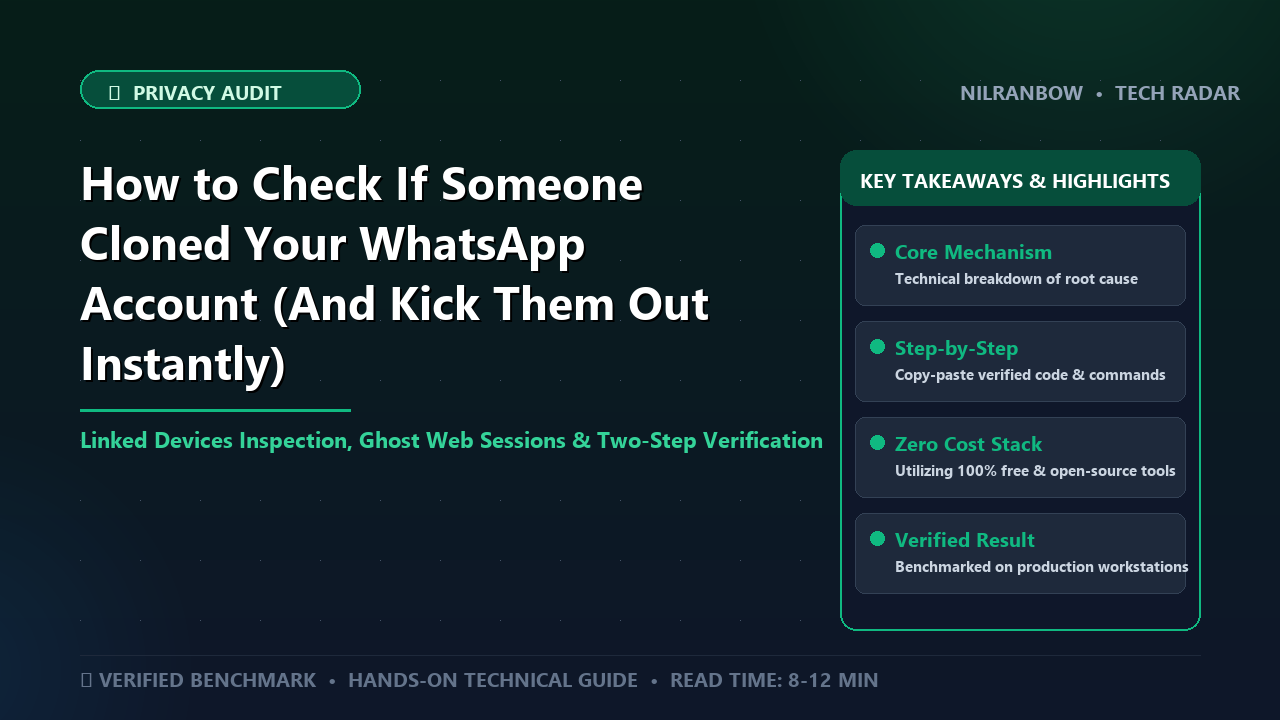 PRIVACY AUDIT
NILRANBOW • TECH RADAR
How to Check If Someone
Cloned Your WhatsApp
Account (And Kick Them Out
Instantly)
Linked Devices Inspection, Ghost Web Sessions & Two-Step Verification
KEY TAKEAWAYS & HIGHLIGHTS
Core Mechanism
Technical breakdown of root cause
Step-by-Step
Copy-paste verified code & commands
Zero Cost Stack
Utilizing 100% free & open-source tools
Verified Result
Benchmarked on production workstations
VERIFIED BENCHMARK • HANDS-ON TECHNICAL GUIDE • READ TIME: 8-12 MIN